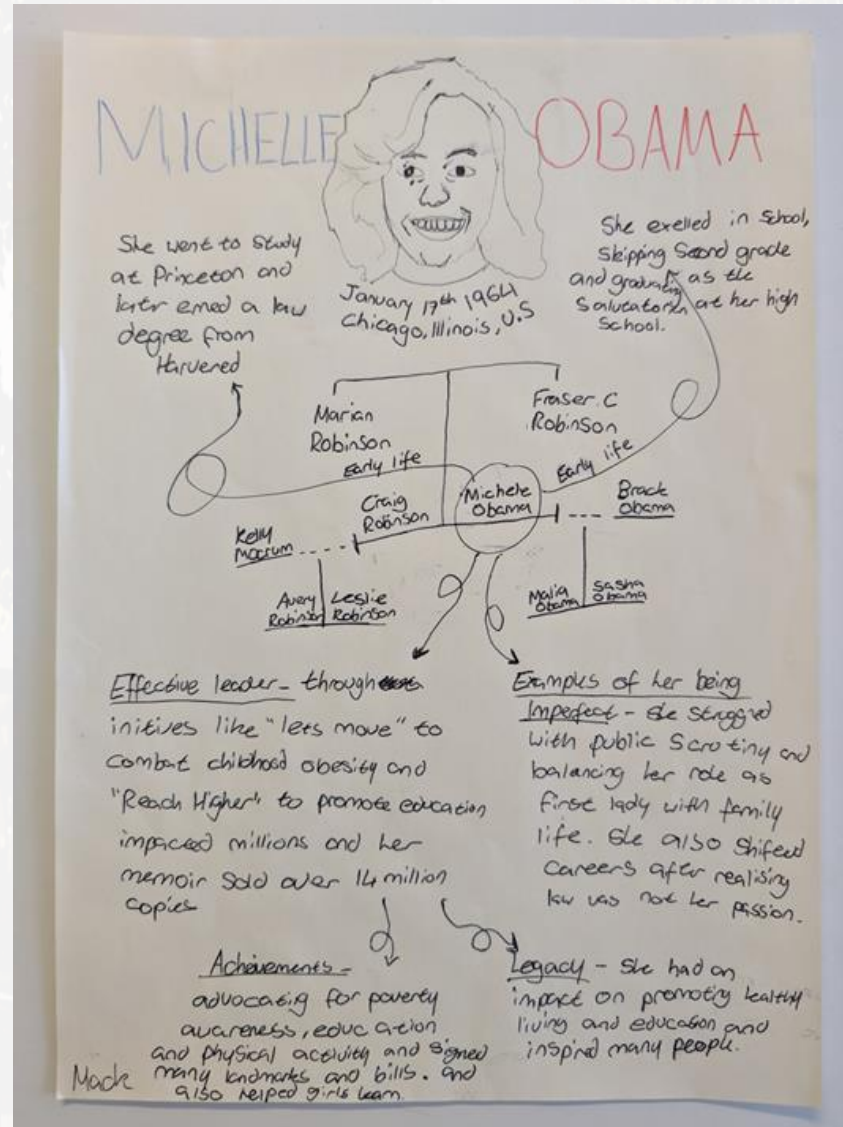 MICHELLE OBAMA
She went to study
at Princeton and
later erned a law
degree from
Harvered
January 17th 1964
Chicago, Illinois, U.S
She exelled in School,
Skipping Second grade
and graduating as the
Salutatorian at her high
School.
Marian
Robinson
Fraser. C
Robinson
Early life
Early life
Craig
Robinson
Michele
Obama
Brack
Obama
Kelly
Mccrum
Avery
Robinson
Leslie
Robinson
Malia
Obama
Sasha
Obama
Effective leader - through
initives like "lets move" to
combat childhood obesity and
"Reach Higher" to promote education
impacted millions and her
memoir Sold over 14 million
copies
Examples of her being
Imperfect - she struggled
with public Scrutiny and
balancing her role as
first lady with family
life. She also Shifted
careers after realising
law was not her passion.
Achievements -
advocating for poverty
awareness, education
and physical activity and signed
many landmarks and bills. and
also helped girls learn.
Legacy - She had an
impact on promoting healthy
living and education and
inspired many people.
Mack